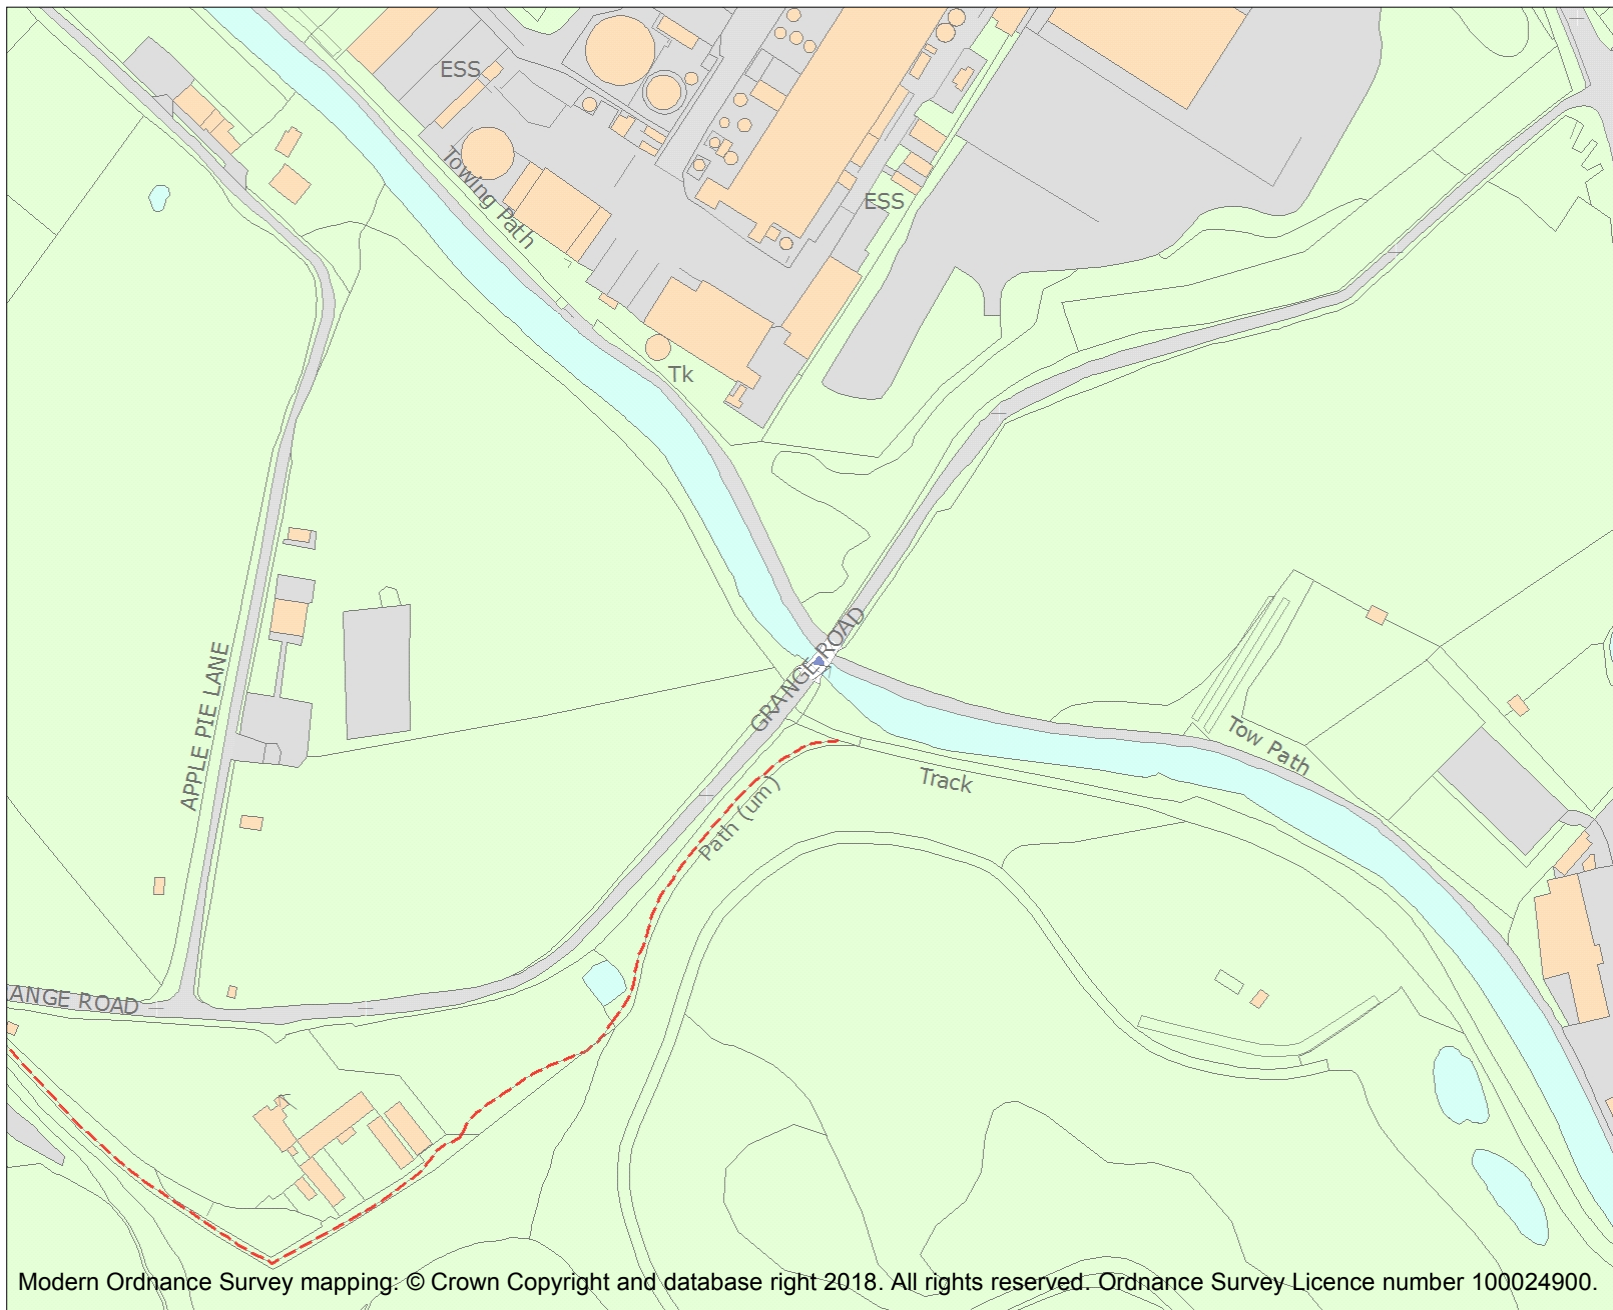 ESS
Towing Path
ESS
Tk
GRANGE ROAD
APPLE PIE LANE
Tow Path
Track
Path (um)
ANGE ROAD
Modern Ordnance Survey mapping: © Crown Copyright and database right 2018. All rights reserved. Ordnance Survey Licence number 100024900.